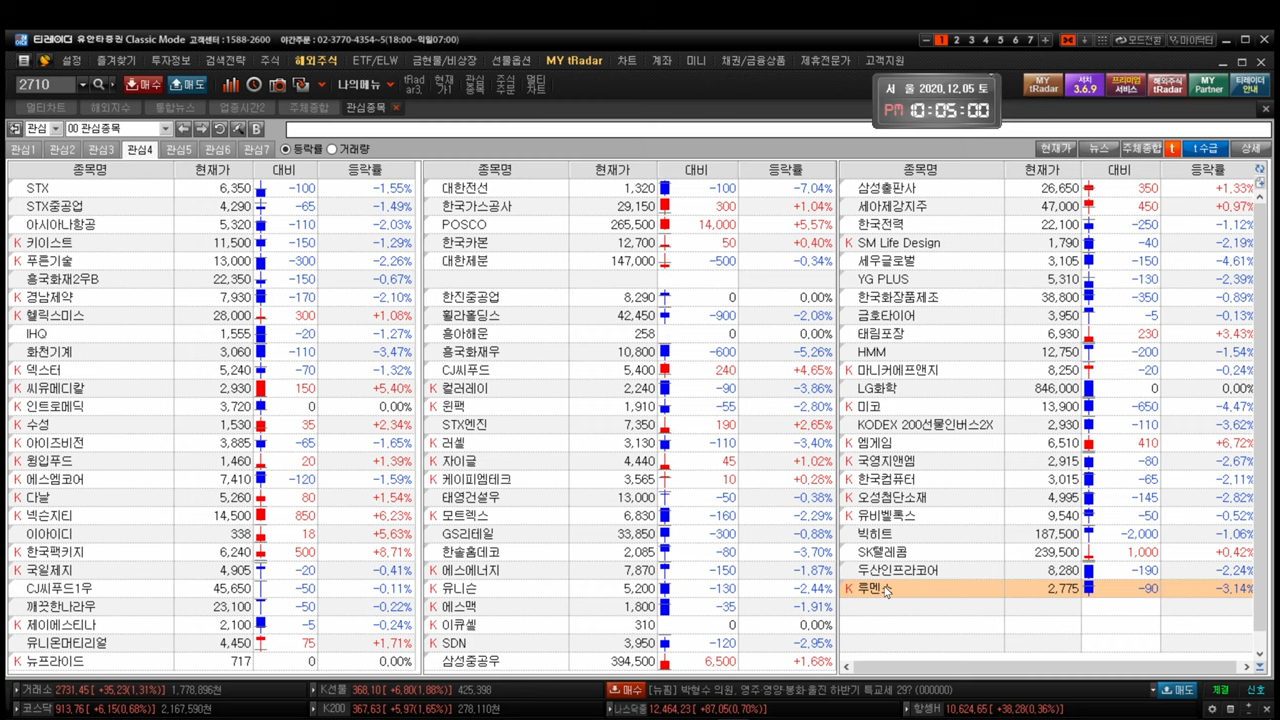 티레이더 유안타증권 Classic Mode 고객센터 : 1588-2600 야간주문 : 02-3770-4354~5(18:00~익일07:00)
1 2 3 4 5 6 7 모드전환 마이닥터
설정 즐겨찾기 투자정보 검색전략 주식 해외주식 ETF/ELW 금현물/비상장 선물옵션 MY tRadar 차트 계좌 미니 채권/금융상품 제휴문가 고객지원
2710 매수 매도 나의메뉴 tRadar3, 현재가1 관심종목 주식주문 멀티차트
서 울 2020.12.05 토
PM 10:05:00
MY tRadar 서치 3.6.9 프리미엄 서비스 해외주식 tRadar MY Partner 티레이더 안내
멀티차트 해외지수 통합뉴스 업종시간2 주체종합 관심종목
관심 00 관심종목 B
관심1 관심2 관심3 관심4 관심5 관심6 관심7 등락률 거래량 현재가 뉴스 주체종합 t t수급 상세
종목명 현재가 대비 등락률 종목명 현재가 대비 등락률 종목명 현재가 대비 등락률
STX 6,350 -100 -1,55% 대한전선 1,320 -100 -7,04% 삼성출판사 26,650 350 +1,33%
STX중공업 4,290 -65 -1,49% 한국가스공사 29,150 300 +1,04% 세아제강지주 47,000 450 +0,97%
아시아나항공 5,320 -110 -2,03% POSCO 265,500 14,000 +5,57% 한국전력 22,100 -250 -1,12%
K 키이스트 11,500 -150 -1,29% 한국카본 12,700 50 +0,40% K SM Life Design 1,790 -40 -2,19%
K 푸른기술 13,000 -300 -2,26% 대한제분 147,000 -500 -0,34% 세우글로벌 3,105 -150 -4,61%
흥국화재2우B 22,350 -150 -0,67% YG PLUS 5,310 -130 -2,39%
K 경남제약 7,930 -170 -2,10% 한진중공업 8,290 0 0,00% 한국화장품제조 38,800 -350 -0,89%
K 헬릭스미스 28,000 300 +1,08% 휠라홀딩스 42,450 -900 -2,08% 금호타이어 3,950 -5 -0,13%
IHQ 1,555 -20 -1,27% 흥아해운 258 0 0,00% 태림포장 6,930 230 +3,43%
화천기계 3,060 -110 -3,47% 흥국화재우 10,800 -600 -5,26% HMM 12,750 -200 -1,54%
K 덱스터 5,240 -70 -1,32% CJ씨푸드 5,400 240 +4,65% K 마니커에프앤지 8,250 -20 -0,24%
K 씨유메디칼 2,930 150 +5,40% K 컬러레이 2,240 -90 -3,86% LG화학 846,000 0 0,00%
K 인트로메딕 3,720 0 0,00% K 윈팩 1,910 -55 -2,80% K 미코 13,900 -650 -4,47%
K 수성 1,530 35 +2,34% STX엔진 7,350 190 +2,65% KODEX 200선물인버스2X 2,930 -110 -3,62%
K 아이즈비전 3,885 -65 -1,65% K 러셀 3,130 -110 -3,40% K 엠게임 6,510 410 +6,72%
K 윙입푸드 1,460 20 +1,39% K 자이글 4,440 45 +1,02% K 국영지앤엠 2,915 -80 -2,67%
K 에스엠코어 7,410 -120 -1,59% K 케이피엠테크 3,565 10 +0,28% K 한국컴퓨터 3,015 -65 -2,11%
K 다날 5,260 80 +1,54% 태영건설우 13,000 -50 -0,38% K 오성첨단소재 4,995 -145 -2,82%
K 넥슨지티 14,500 850 +6,23% K 모트렉스 6,830 -160 -2,29% K 유비벨록스 9,540 -50 -0,52%
이아이디 338 18 +5,63% GS리테일 33,850 -300 -0,88% 빅히트 187,500 -2,000 -1,06%
K 한국팩키지 6,240 500 +8,71% K 한솔홈데코 2,085 -80 -3,70% SK텔레콤 239,500 1,000 +0,42%
K 국일제지 4,905 -20 -0,41% K 에스에너지 7,870 -150 -1,87% 두산인프라코어 8,280 -190 -2,24%
CJ씨푸드1우 45,650 -50 -0,11% K 유니슨 5,200 -130 -2,44% K 루멘스 2,775 -90 -3,14%
깨끗한나라우 23,100 -50 -0,22% K 에스맥 1,800 -35 -1,91%
K 제이에스티나 2,100 -5 -0,24% K 이큐셀 310 0 0,00%
유니온머티리얼 4,450 75 +1,71% K SDN 3,950 -120 -2,95%
K 뉴프라이드 717 0 0,00% 삼성중공우 394,500 6,500 +1,68%
거래소 2731,45 [ +35,23(1,31%) ] 1,778,896천 K선물 368,10 [ +6,80(1,88%) ] 425,398 매수 [뉴핌] 박형수 의원, 영주·영양·봉화·울진 하반기 특교세 29? (000000) 매도 체결 신호
코스닥 913,76 [ +6,15(0,68%) ] 2,167,590천 K200 367,63 [ +5,97(1,65%) ] 278,110천 나스닥종 12,464,23 [ +87,05(0,70%) ] 항셍H 10,624,65 [ +38,28(0,36%) ]